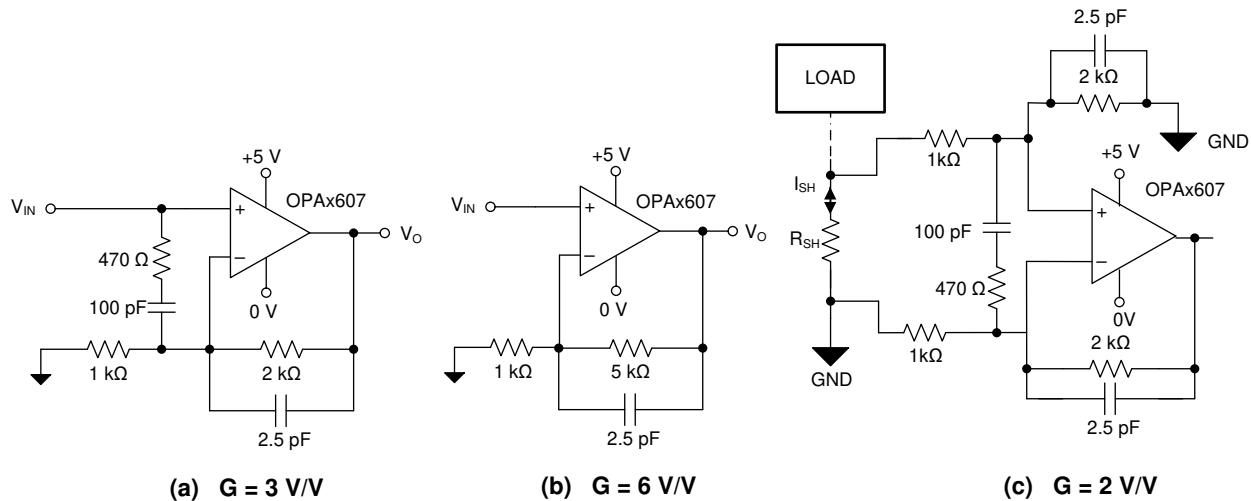 +5 V
OPAx607
V_IN
+
−
V_O
470 Ω
100 pF
0 V
1 kΩ
2 kΩ
2.5 pF
(a) G = 3 V/V
+5 V
OPAx607
V_IN
+
−
V_O
0 V
1 kΩ
5 kΩ
2.5 pF
(b) G = 6 V/V
2.5 pF
2 kΩ
GND
LOAD
1kΩ
I_SH
R_SH
+5 V
OPAx607
100 pF
470 Ω
+
−
0V
1kΩ
GND
2 kΩ
2.5 pF
(c) G = 2 V/V